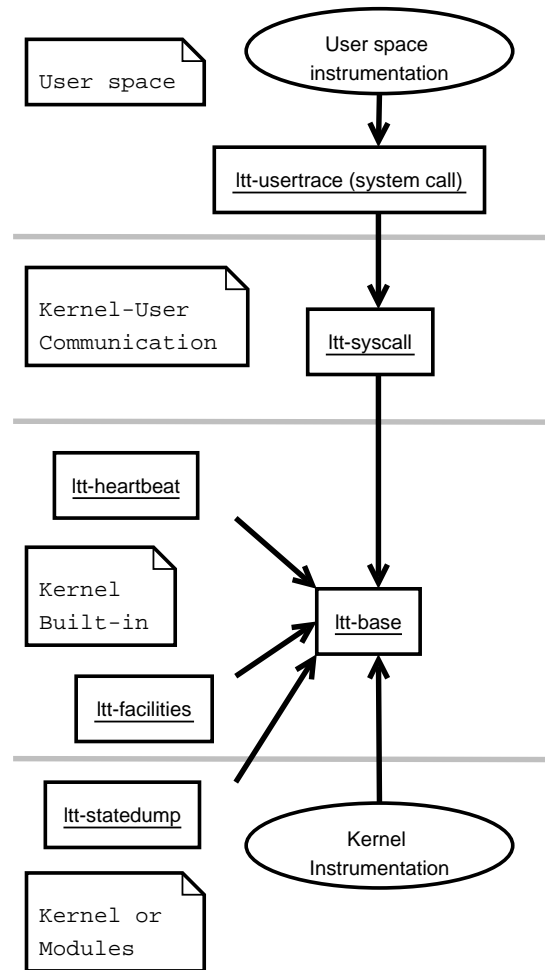 User space
User space
instrumentation
ltt-usertrace (system call)
Kernel-User
Communication
ltt-syscall
ltt-heartbeat
Kernel
Built-in
ltt-base
ltt-facilities
ltt-statedump
Kernel
Instrumentation
Kernel or
Modules